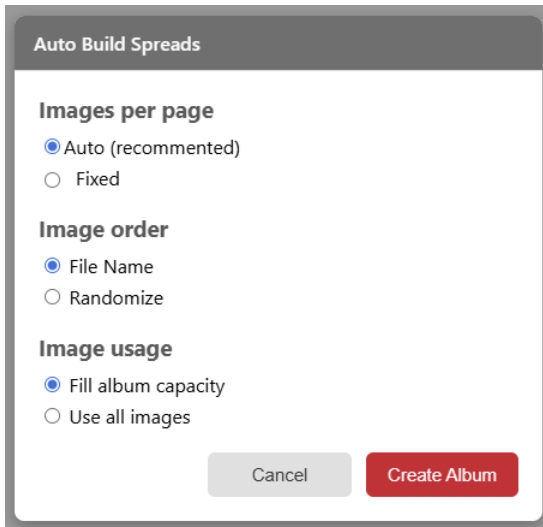 Auto Build Spreads
Images per page
Auto (recommented)
Fixed
Image order
File Name
Randomize
Image usage
Fill album capacity
Use all images
Cancel
Create Album